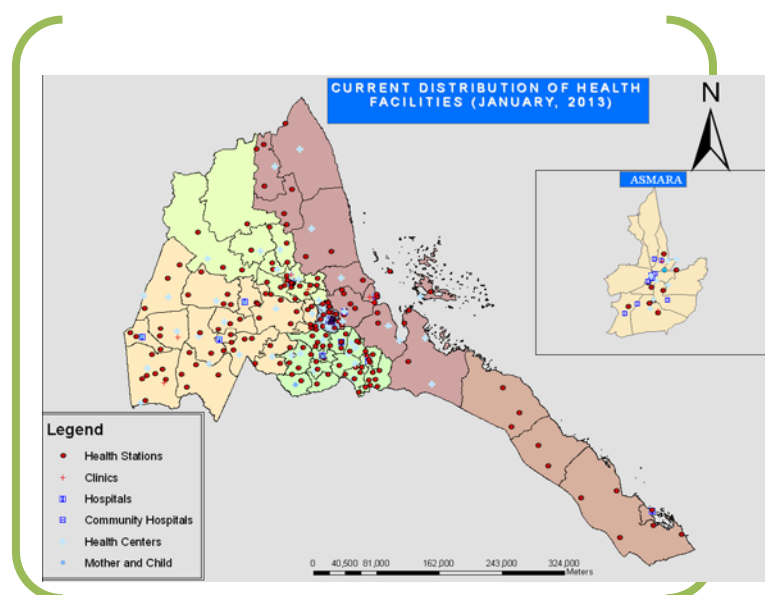 CURRENT DISTRIBUTION OF HEALTH
FACILITIES (JANUARY, 2013)
N
ASMARA
Legend
Health Stations
Clinics
Hospitals
Community Hospitals
Health Centers
Mother and Child
0 40,500 81,000 162,000 243,000 324,000
Meters